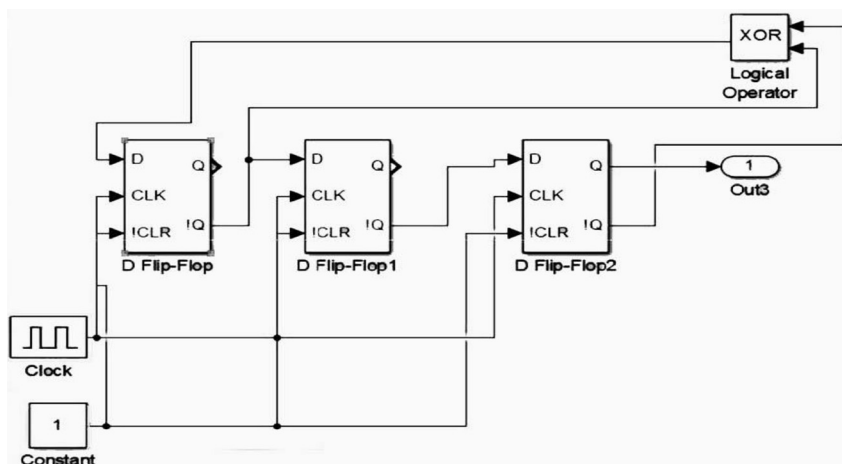 XOR
Logical
Operator
D
Q
CLK
!Q
!CLR
D Flip-Flop
D
Q
CLK
!Q
!CLR
D Flip-Flop1
D
Q
CLK
!Q
!CLR
D Flip-Flop2
1
Out3
Clock
1
Constant